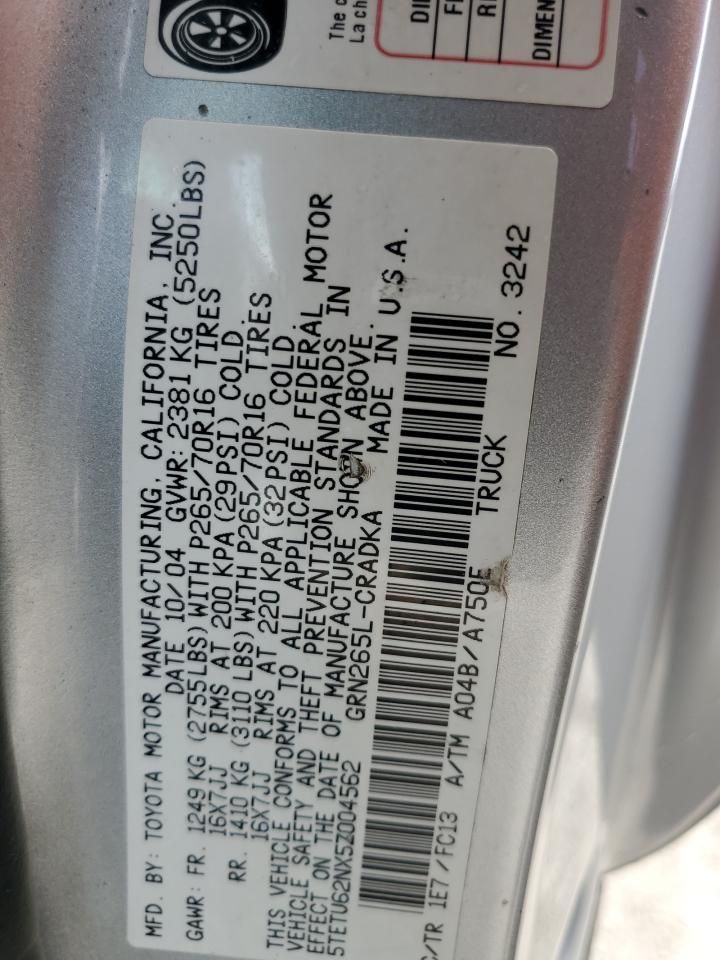 The c
La ch
DIMEN
MFD. BY: TOYOTA MOTOR MANUFACTURING, CALIFORNIA, INC.
DATE 10/04 GVWR: 2381 KG (5250LBS)
GAWR: FR. 1249 KG (2755LBS) WITH P265/70R16 TIRES
16X7JJ RIMS AT 200 KPA (29PSI) COLD.
RR. 1410 KG (3110 LBS) WITH P265/70R16 TIRES
16X7JJ RIMS AT 220 KPA (32PSI) COLD.
THIS VEHICLE CONFORMS TO ALL APPLICABLE FEDERAL MOTOR
VEHICLE SAFETY AND THEFT PREVENTION STANDARDS IN
EFFECT ON THE DATE OF MANUFACTURE SHOWN ABOVE.
5TETU62NX5Z004562 GRN265L-CRADKA MADE IN U.S.A.
C/TR 1E7/FC13 A/TM A04B/A750E TRUCK NO. 3242